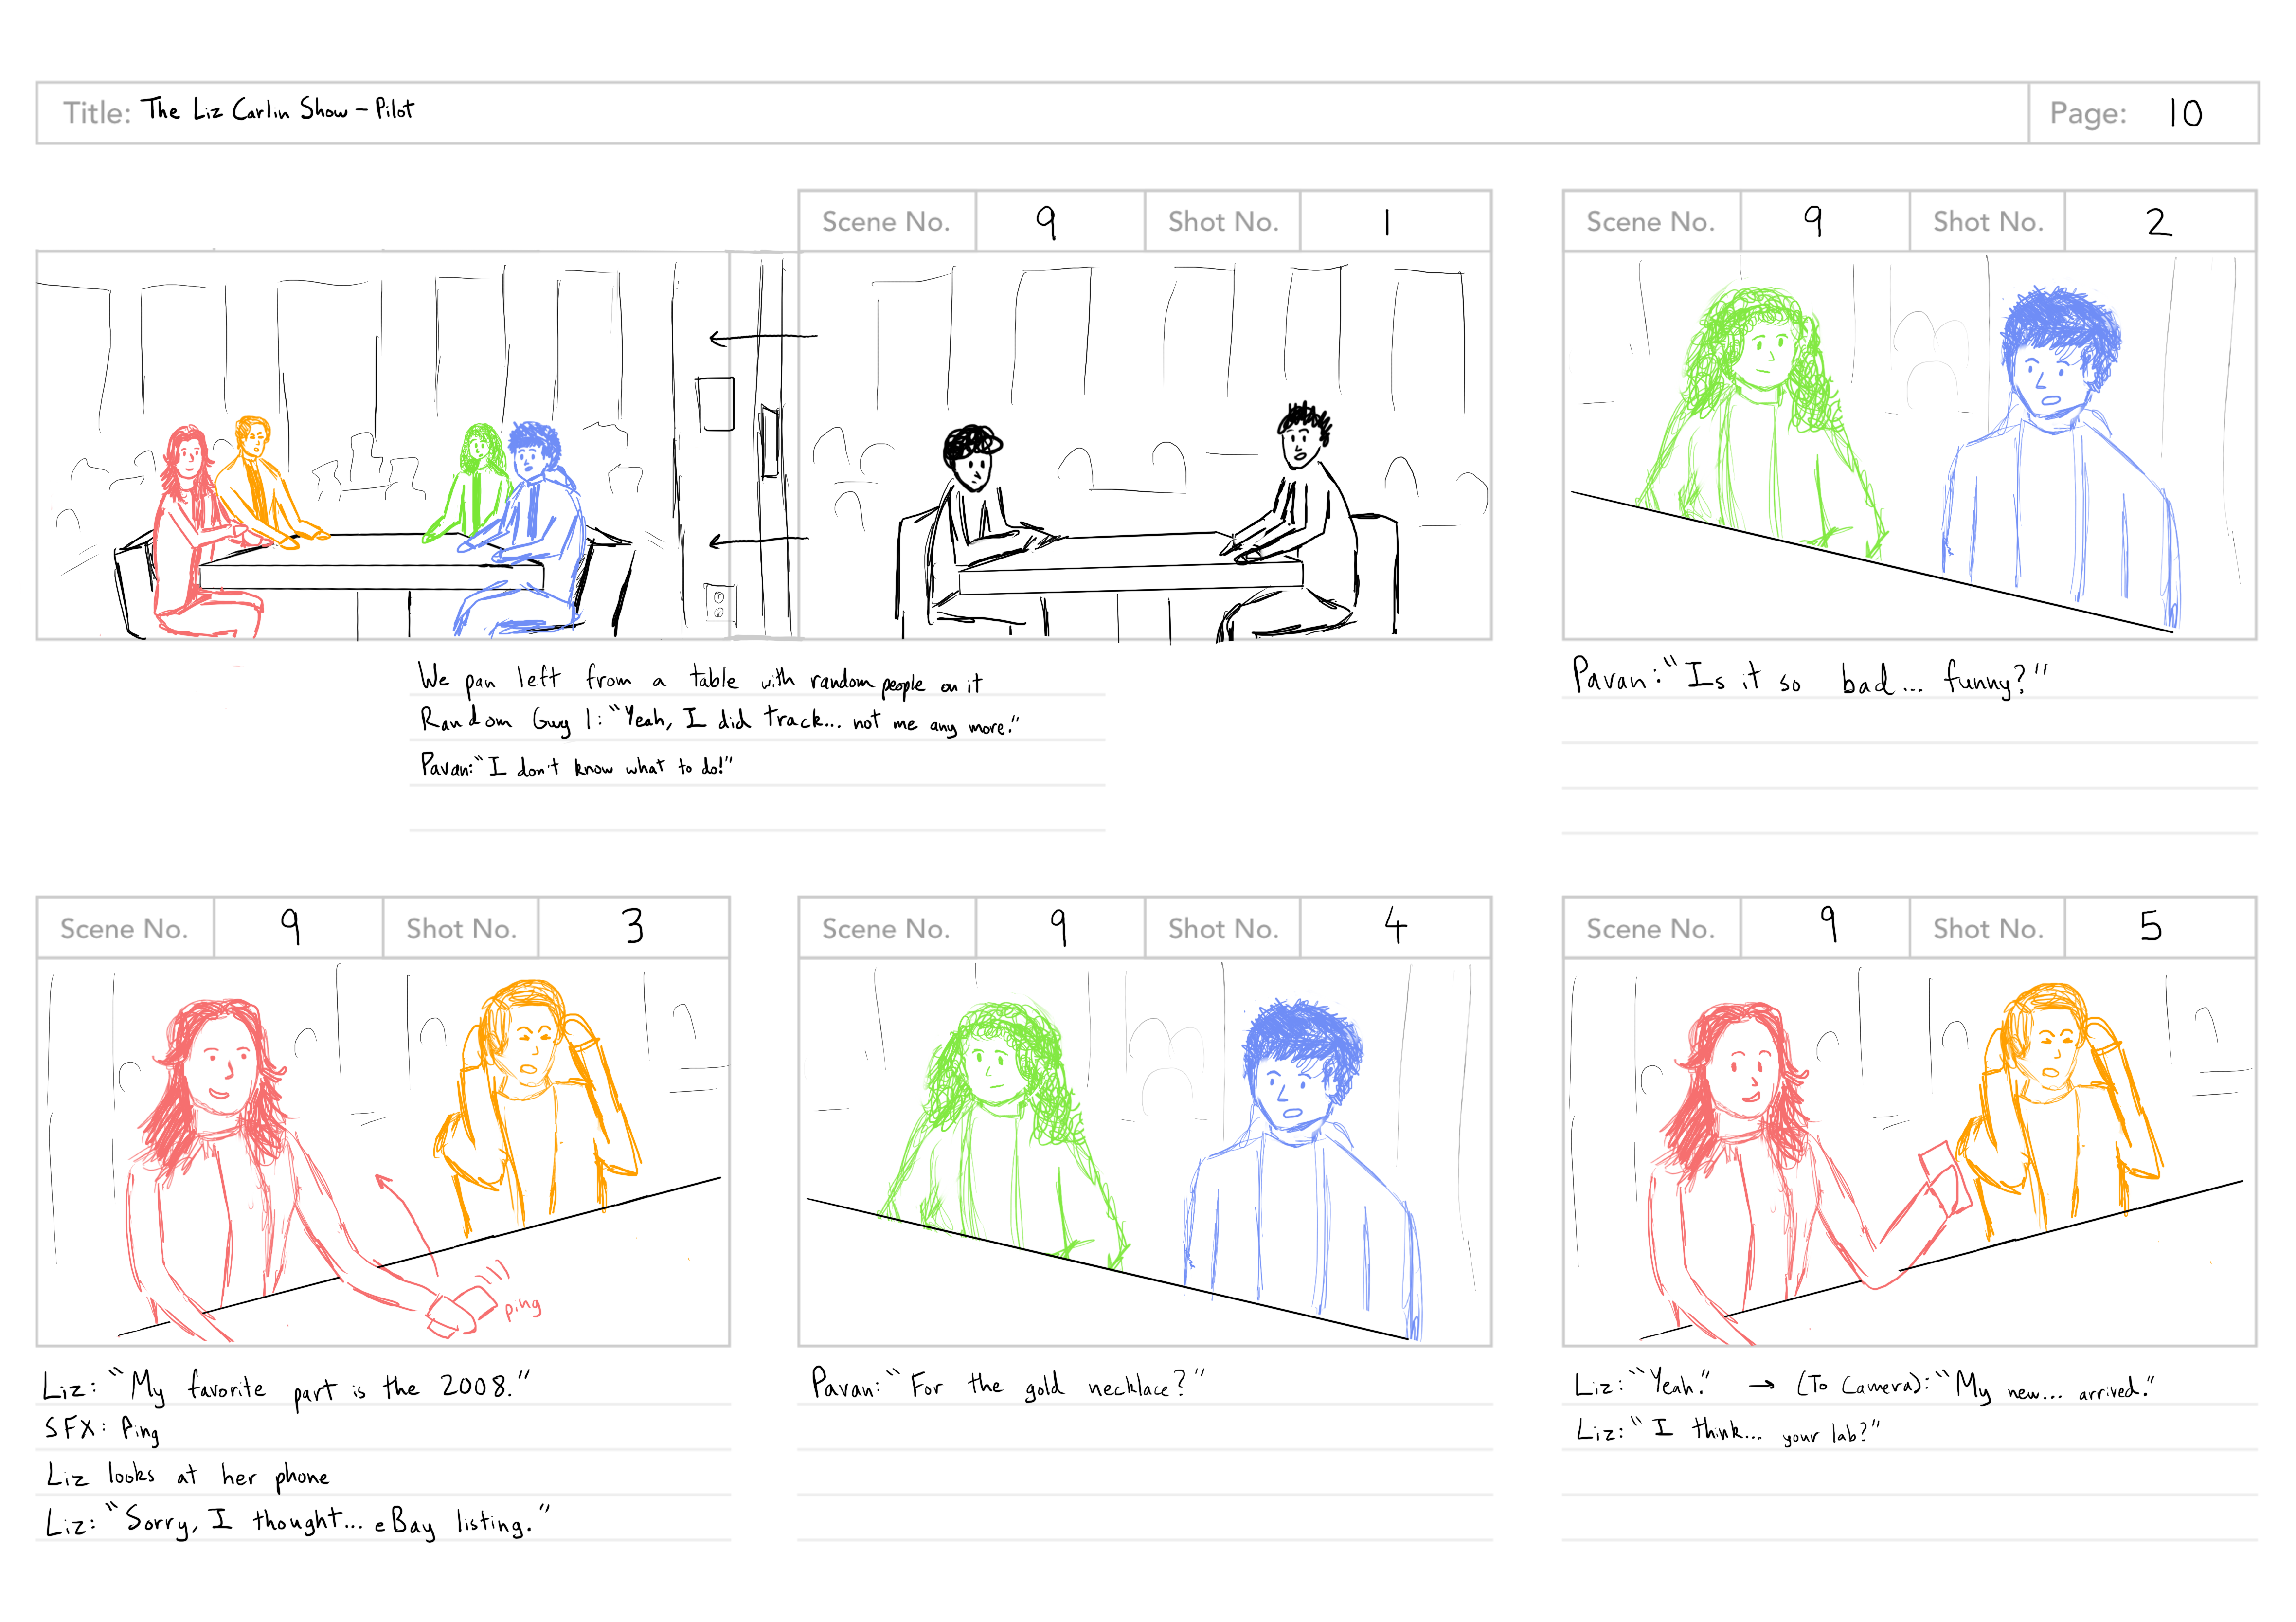 Title: The Liz Carlin Show - Pilot
Page: 10
Scene No. 9 Shot No. 1
We pan left from a table with random people on it
Random Guy 1: "Yeah, I did track... not me any more."
Pavan: "I don't know what to do!"
Scene No. 9 Shot No. 2
Pavan: "Is it so bad... funny?"
Scene No. 9 Shot No. 3
ping
Liz: "My favorite part is the 2008."
SFX: Ping
Liz looks at her phone
Liz: "Sorry, I thought... eBay listing."
Scene No. 9 Shot No. 4
Pavan: "For the gold necklace?"
Scene No. 9 Shot No. 5
Liz: "Yeah." → (To Camera): "My new... arrived."
Liz: "I think... your lab?"